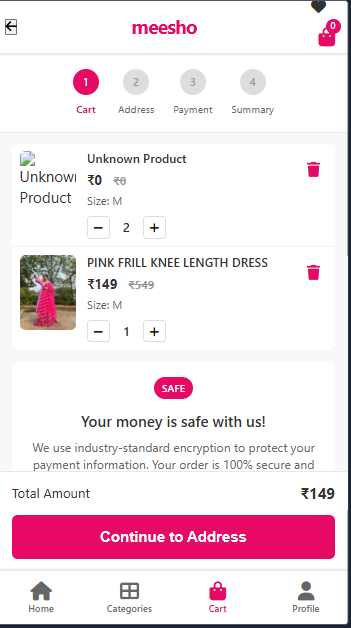 0
meesho
1 2 3 4
Cart Address Payment Summary
Unknown Product
Unknown
Product
₹0 ₹0
Size: M
− 2 +
PINK FRILL KNEE LENGTH DRESS
₹149 ₹549
Size: M
− 1 +
SAFE
Your money is safe with us!
We use industry-standard encryption to protect your
payment information. Your order is 100% secure and
Total Amount ₹149
Continue to Address
Home Categories Cart Profile